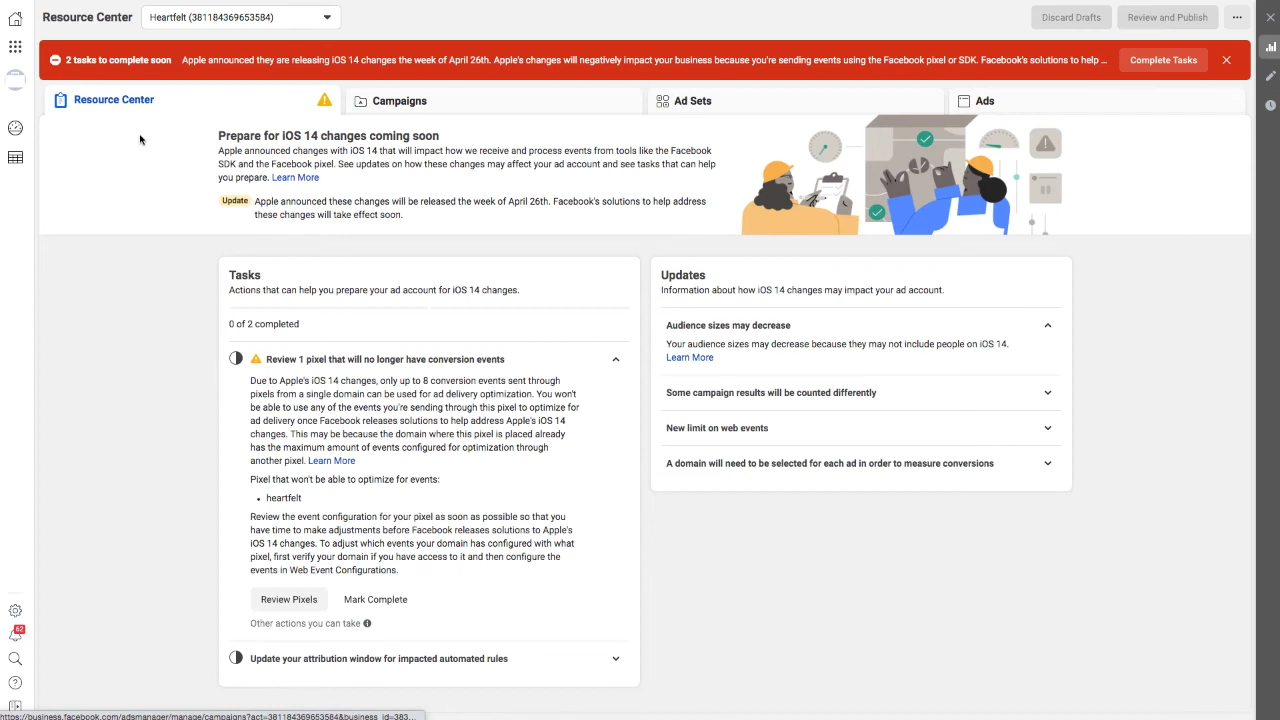 Resource Center
Heartfelt (381184369653584)
Discard Drafts
Review and Publish
2 tasks to complete soon
Apple announced they are releasing iOS 14 changes the week of April 26th. Apple's changes will negatively impact your business because you're sending events using the Facebook pixel or SDK. Facebook's solutions to help ...
Complete Tasks
Resource Center
Campaigns
Ad Sets
Ads
Prepare for iOS 14 changes coming soon
Apple announced changes with iOS 14 that will impact how we receive and process events from tools like the Facebook
SDK and the Facebook pixel. See updates on how these changes may affect your ad account and see tasks that can help
you prepare. Learn More
Update
Apple announced these changes will be released the week of April 26th. Facebook's solutions to help address
these changes will take effect soon.
Tasks
Actions that can help you prepare your ad account for iOS 14 changes.
0 of 2 completed
Review 1 pixel that will no longer have conversion events
Due to Apple's iOS 14 changes, only up to 8 conversion events sent through
pixels from a single domain can be used for ad delivery optimization. You won't
be able to use any of the events you're sending through this pixel to optimize for
ad delivery once Facebook releases solutions to help address Apple's iOS 14
changes. This may be because the domain where this pixel is placed already
has the maximum amount of events configured for optimization through
another pixel. Learn More
Pixel that won't be able to optimize for events:
• heartfelt
Review the event configuration for your pixel as soon as possible so that you
have time to make adjustments before Facebook releases solutions to Apple's
iOS 14 changes. To adjust which events your domain has configured with what
pixel, first verify your domain if you have access to it and then configure the
events in Web Event Configurations.
Review Pixels
Mark Complete
Other actions you can take
Update your attribution window for impacted automated rules
Updates
Information about how iOS 14 changes may impact your ad account.
Audience sizes may decrease
Your audience sizes may decrease because they may not include people on iOS 14.
Learn More
Some campaign results will be counted differently
New limit on web events
A domain will need to be selected for each ad in order to measure conversions
62
https://business.facebook.com/adsmanager/manage/campaigns?act=381184369653584&business_id=383...